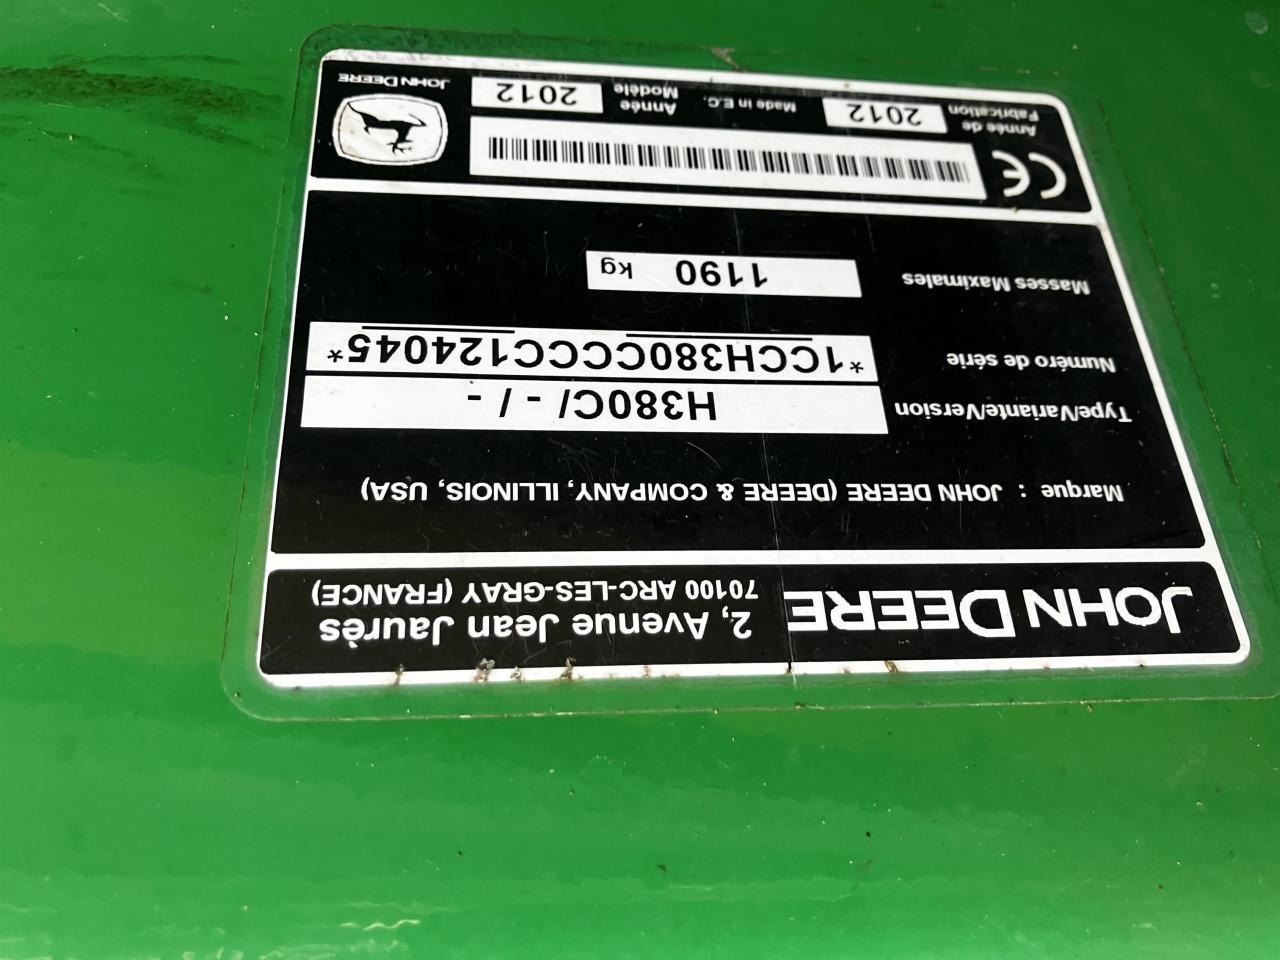 JOHN DEERE
2, Avenue Jean Jaurès
70100 ARC-LES-GRAY (FRANCE)
Marque : JOHN DEERE (DEERE & COMPANY, ILLINOIS, USA)
Type/Variante/Version H380C/ - / -
Numéro de série *1CCH380CCCC124045*
Masses Maximales 1190 kg
CE
Année de Fabrication 2012
Made in E.C.
Année Modèle 2012
JOHN DEERE